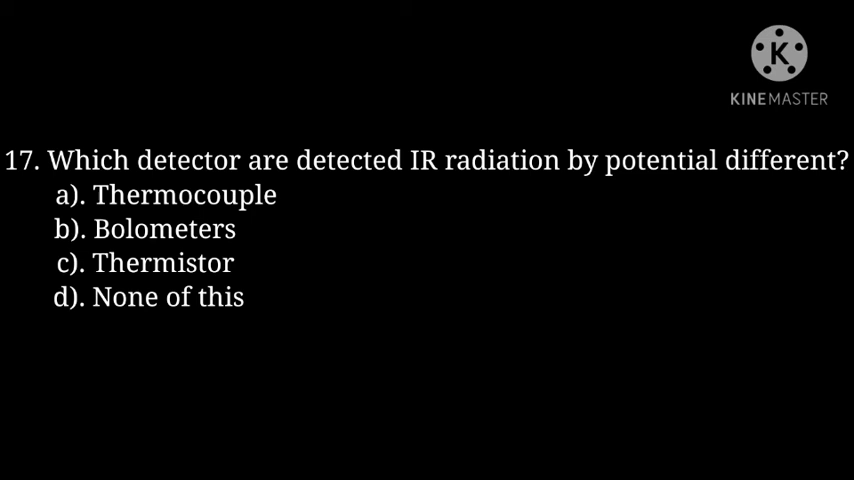 K
KINEMASTER
17. Which detector are detected IR radiation by potential different?
a). Thermocouple
b). Bolometers
c). Thermistor
d). None of this